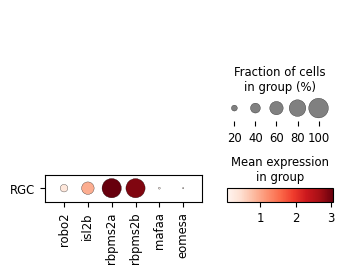 Fraction of cells
in group (%)
20 40 60 80 100
Mean expression
in group
1 2 3
RGC
robo2
isl2b
rbpms2a
rbpms2b
mafaa
eomesa